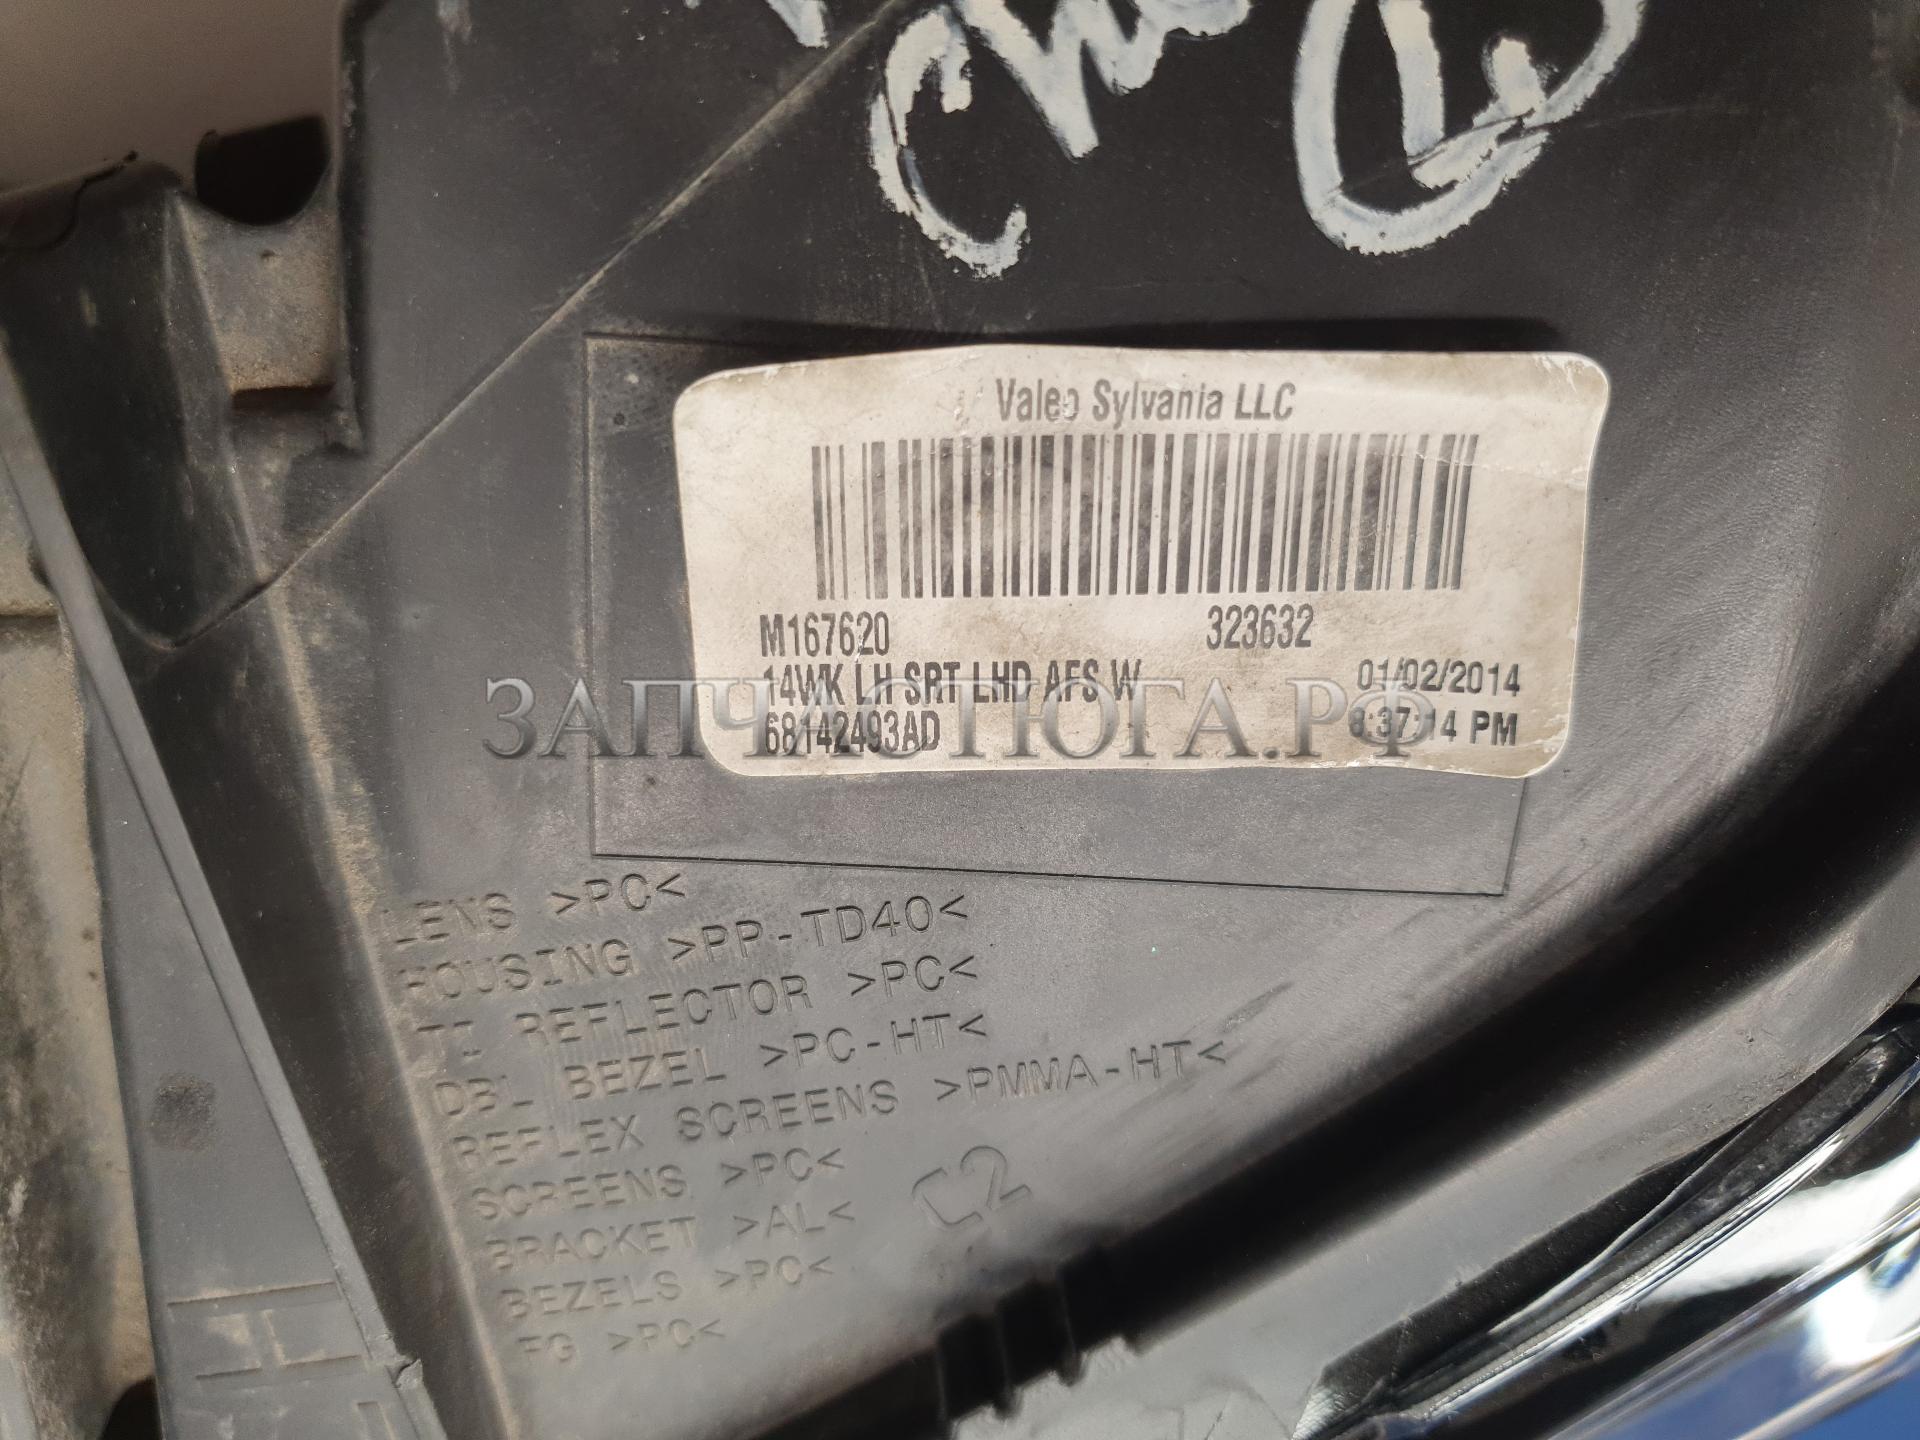 Valeo Sylvania LLC
M167620 323632
14WK LH SRT LHD AFS W 01/02/2014
68142493AD 8:37:14 PM
ЗАПЧАСТЮГА.РФ
LENS >PC<
HOUSING >PP-TD40<
REFLECTOR >PC<
DBL BEZEL >PC-HT<
REFLEX SCREENS >PMMA-HT<
SCREENS >PC<
BRACKET >AL<
BEZELS >PC<
FG >PC<
C2